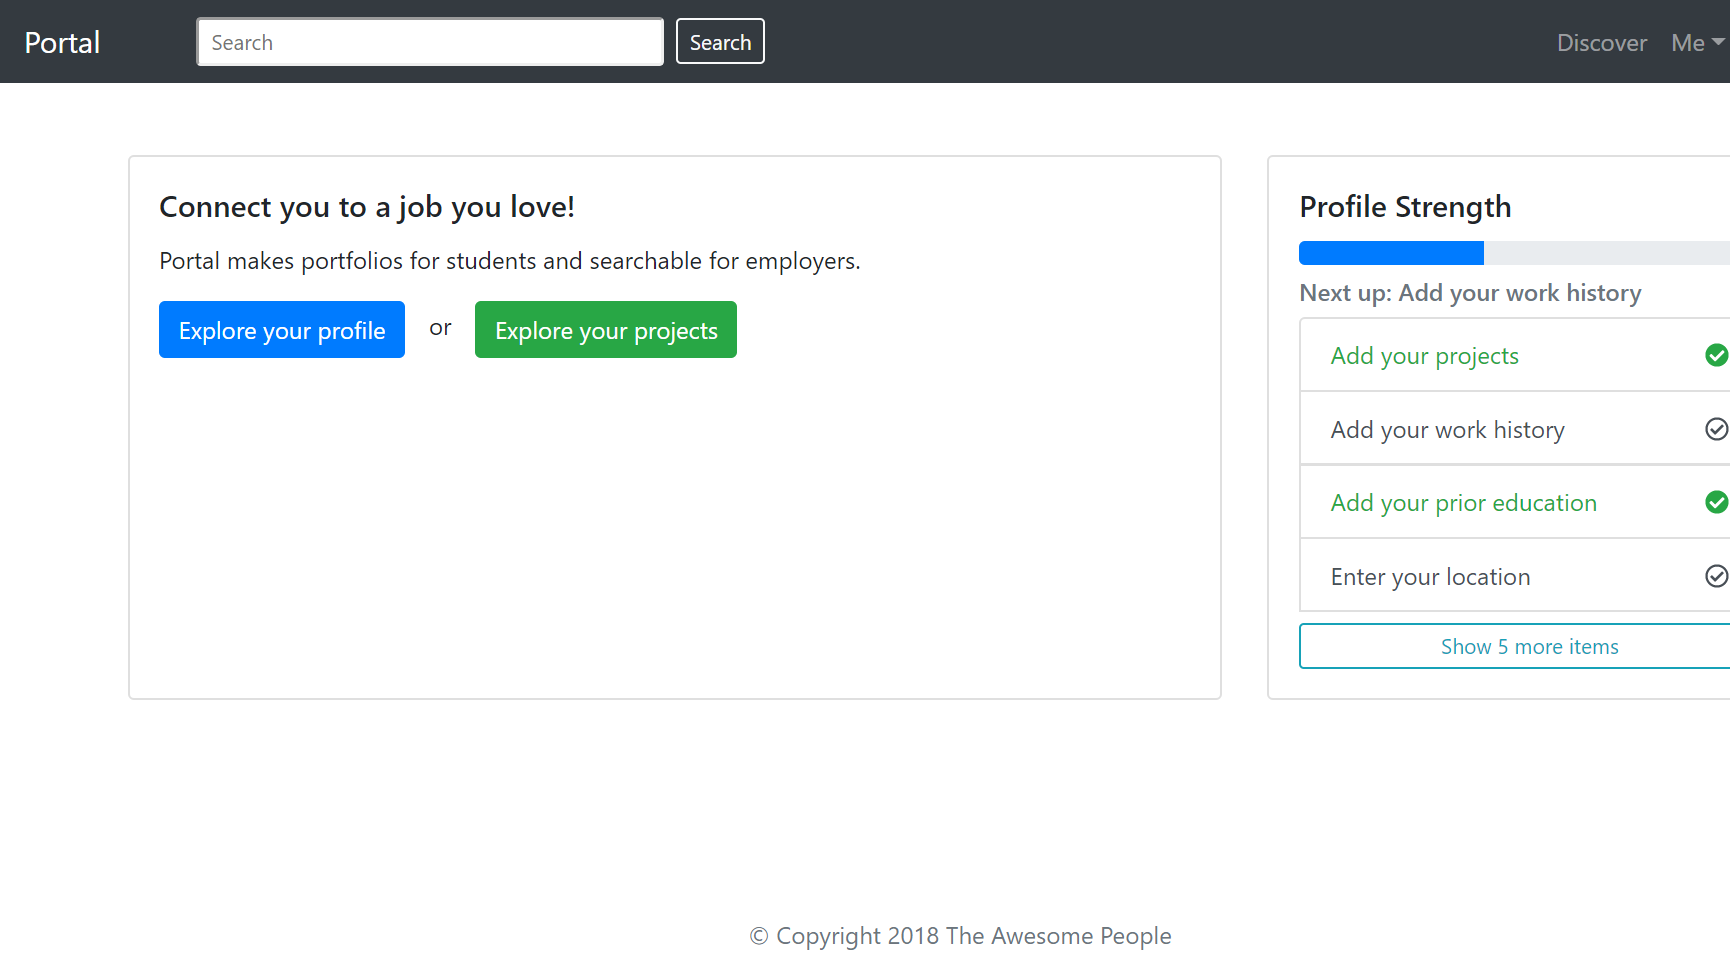 Portal
Search
Search
Discover
Me
Connect you to a job you love!
Portal makes portfolios for students and searchable for employers.
Explore your profile
or
Explore your projects
Profile Strength
Next up: Add your work history
Add your projects
Add your work history
Add your prior education
Enter your location
Show 5 more items
© Copyright 2018 The Awesome People